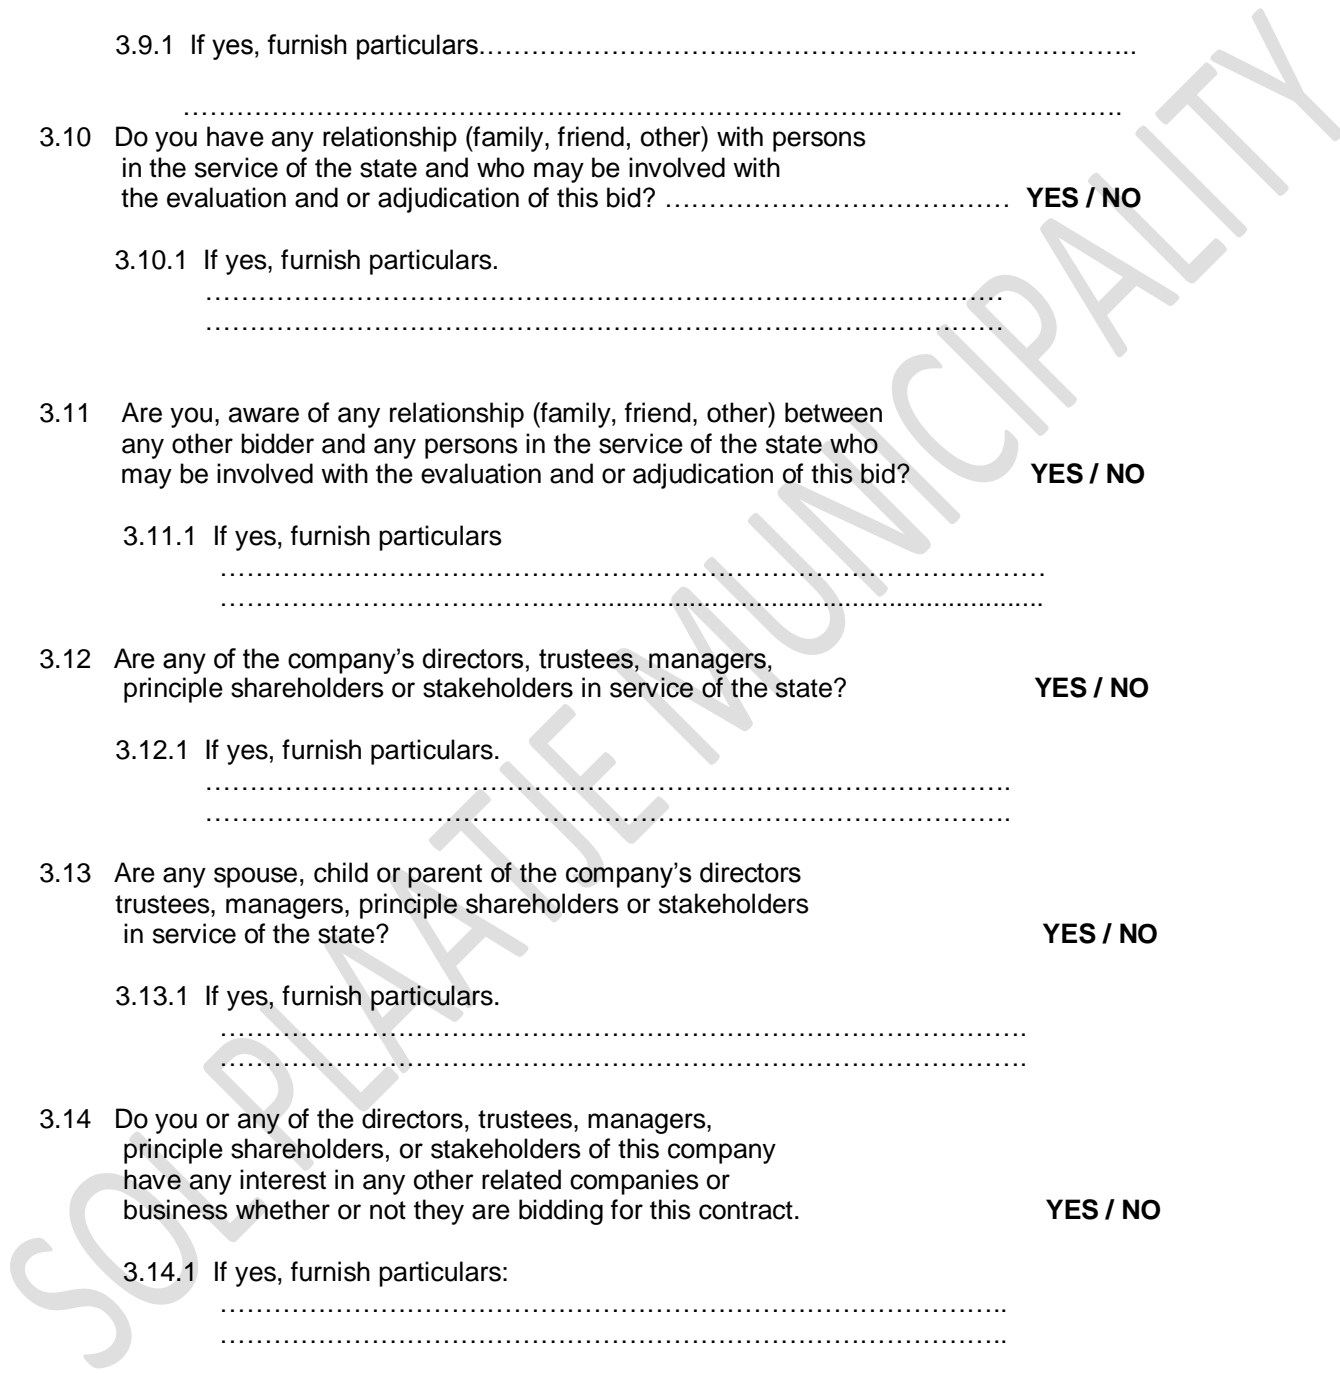 3.9.1 If yes, furnish particulars.………………………...…………………………………….
…………………………………………………………………………………………….
3.10 Do you have any relationship (family, friend, other) with persons
in the service of the state and who may be involved with
the evaluation and or adjudication of this bid? ………………………………… YES / NO
3.10.1 If yes, furnish particulars.
………………………………………………………………………………
………………………………………………………………………………
3.11 Are you, aware of any relationship (family, friend, other) between
any other bidder and any persons in the service of the state who
may be involved with the evaluation and or adjudication of this bid? YES / NO
3.11.1 If yes, furnish particulars
…………………………………………………………………………………
…………………………………….............................................................
3.12 Are any of the company’s directors, trustees, managers,
principle shareholders or stakeholders in service of the state? YES / NO
3.12.1 If yes, furnish particulars.
……………………………………………………………………………….
……………………………………………………………………………….
3.13 Are any spouse, child or parent of the company’s directors
trustees, managers, principle shareholders or stakeholders
in service of the state? YES / NO
3.13.1 If yes, furnish particulars.
……………………………………………………………………………….
……………………………………………………………………………….
3.14 Do you or any of the directors, trustees, managers,
principle shareholders, or stakeholders of this company
have any interest in any other related companies or
business whether or not they are bidding for this contract. YES / NO
3.14.1 If yes, furnish particulars:
……………………………………………………………………………..
……………………………………………………………………………..
SOL PLAATJE MUNICIPALITY